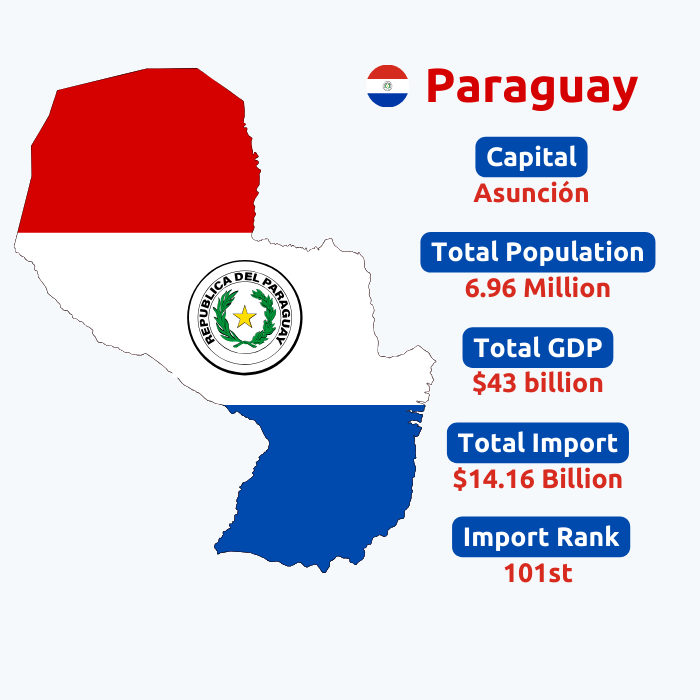 Paraguay
Capital
Asunción
Total Population
6.96 Million
REPUBLICA DEL PARAGUAY
Total GDP
$43 billion
Total Import
$14.16 Billion
Import Rank
101st